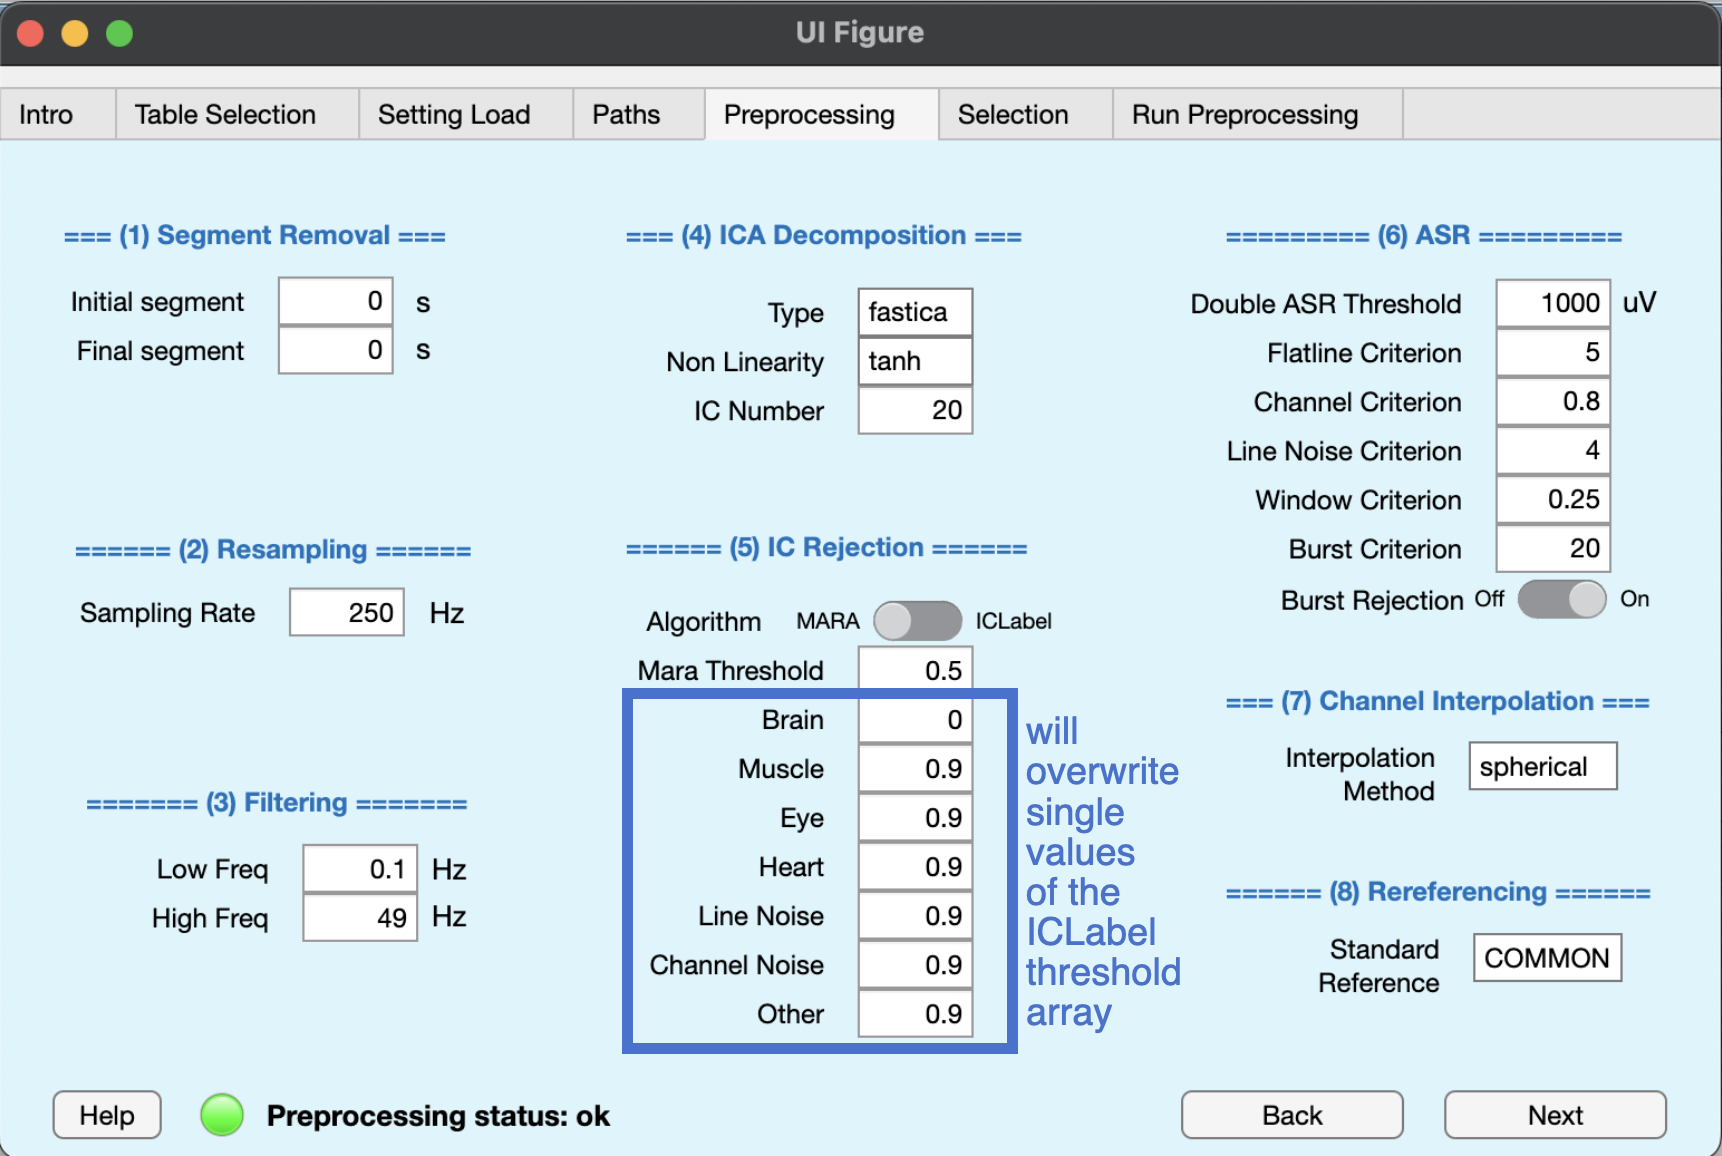 UI Figure
Intro
Table Selection
Setting Load
Paths
Preprocessing
Selection
Run Preprocessing
=== (1) Segment Removal ===
Initial segment 0 s
Final segment 0 s
====== (2) Resampling ======
Sampling Rate 250 Hz
======= (3) Filtering =======
Low Freq 0.1 Hz
High Freq 49 Hz
=== (4) ICA Decomposition ===
Type fastica
Non Linearity tanh
IC Number 20
====== (5) IC Rejection ======
Algorithm MARA ICLabel
Mara Threshold 0.5
Brain 0
Muscle 0.9
Eye 0.9
Heart 0.9
Line Noise 0.9
Channel Noise 0.9
Other 0.9
will
overwrite
single
values
of the
ICLabel
threshold
array
========= (6) ASR =========
Double ASR Threshold 1000 uV
Flatline Criterion 5
Channel Criterion 0.8
Line Noise Criterion 4
Window Criterion 0.25
Burst Criterion 20
Burst Rejection Off On
=== (7) Channel Interpolation ===
Interpolation
Method
spherical
====== (8) Rereferencing ======
Standard
Reference
COMMON
Help
Preprocessing status: ok
Back
Next